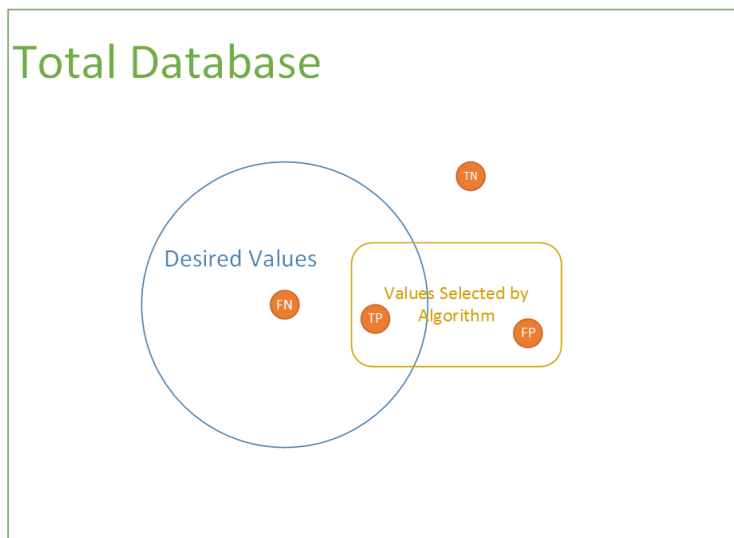 Total Database
TN
Desired Values
Values Selected by
Algorithm
FN
TP
FP